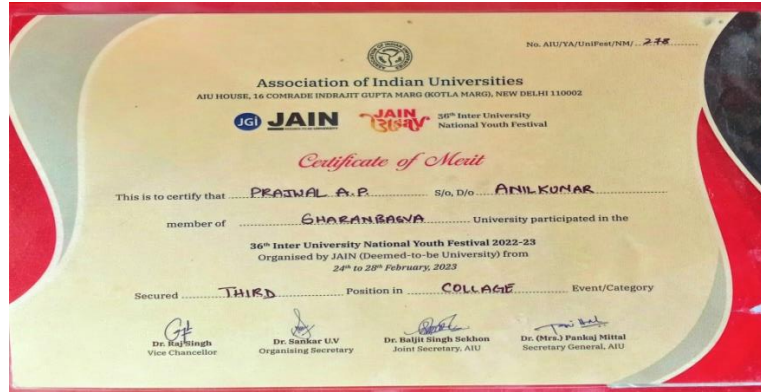 No. AIU/YA/UniFest/NM/ 278
Association of Indian Universities
AIU HOUSE, 16 COMRADE INDRAJIT GUPTA MARG (KOTLA MARG), NEW DELHI 110002
JGi JAIN JAIN 36th Inter University
National Youth Festival
Certificate of Merit
This is to certify that PRAJWAL A.P. S/o, D/o ANILKUMAR
member of SHARANBASVA University participated in the
36th Inter University National Youth Festival 2022-23
Organised by JAIN (Deemed-to-be University) from
24th to 28th February, 2023
Secured THIRD Position in COLLAGE Event/Category
Dr. Raj Singh Dr. Sankar U.V Dr. Baljit Singh Sekhon Dr. (Mrs.) Pankaj Mittal
Vice Chancellor Organising Secretary Joint Secretary, AIU Secretary General, AIU